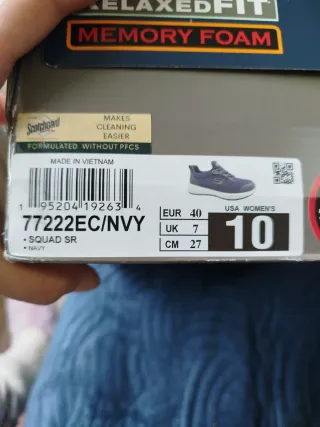 RELAXED FIT
MEMORY FOAM
Scotchgard
MAKES
CLEANING
EASIER
FORMULATED WITHOUT PFCS
MADE IN VIETNAM
1 95204 19263 4
77222EC/NVY
• SQUAD SR
• NAVY
EUR 40
UK 7
CM 27
USA WOMEN'S
10